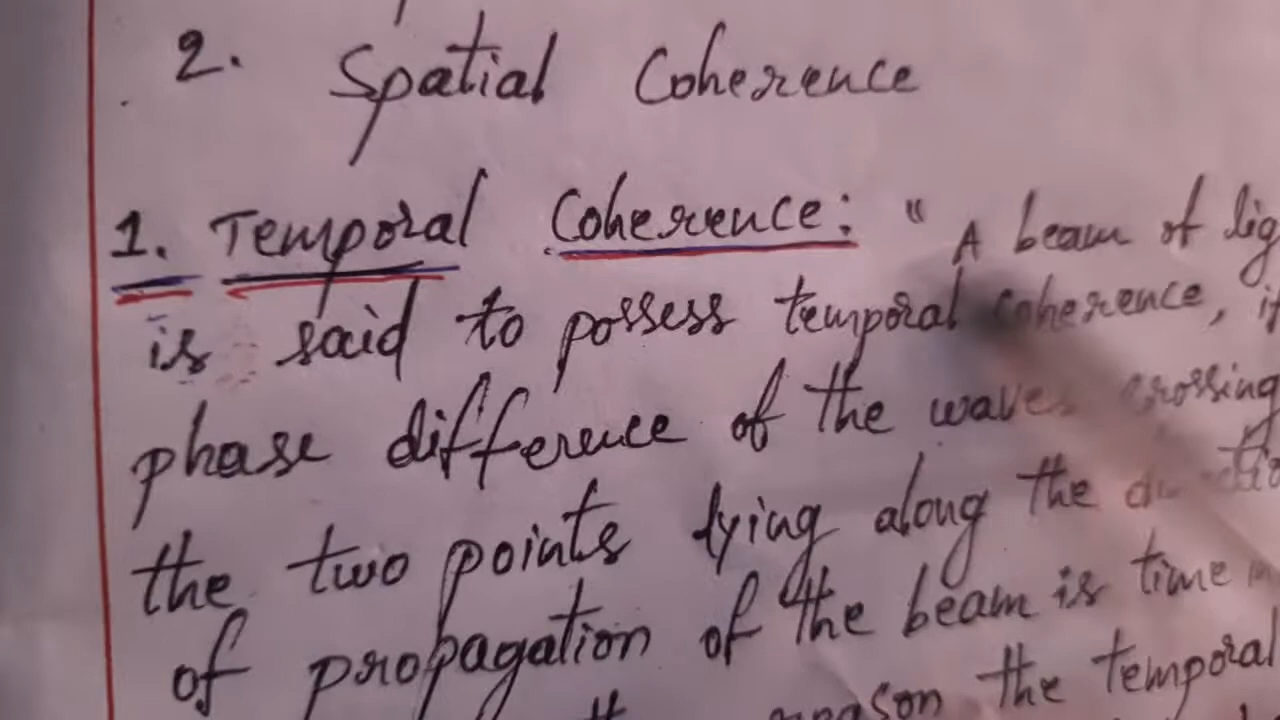 2. Spatial Coherence
1. Temporal Coherence: " A beam of lig
is said to possess temporal coherence, if
phase difference of the waves crossing
the two points lying along the
of propagation of the beam is time
the temporal